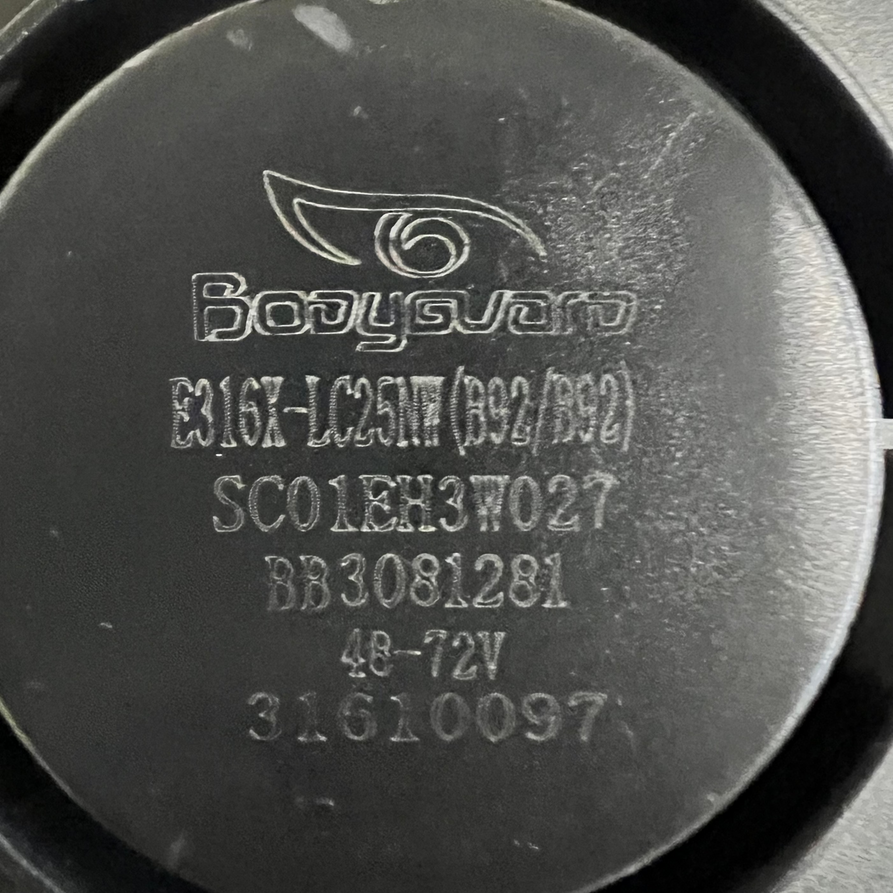 Bodyguard
E316X-LC25NW(B92/B92)
SC01EH3W027
BB3081281
48-72V
31610097